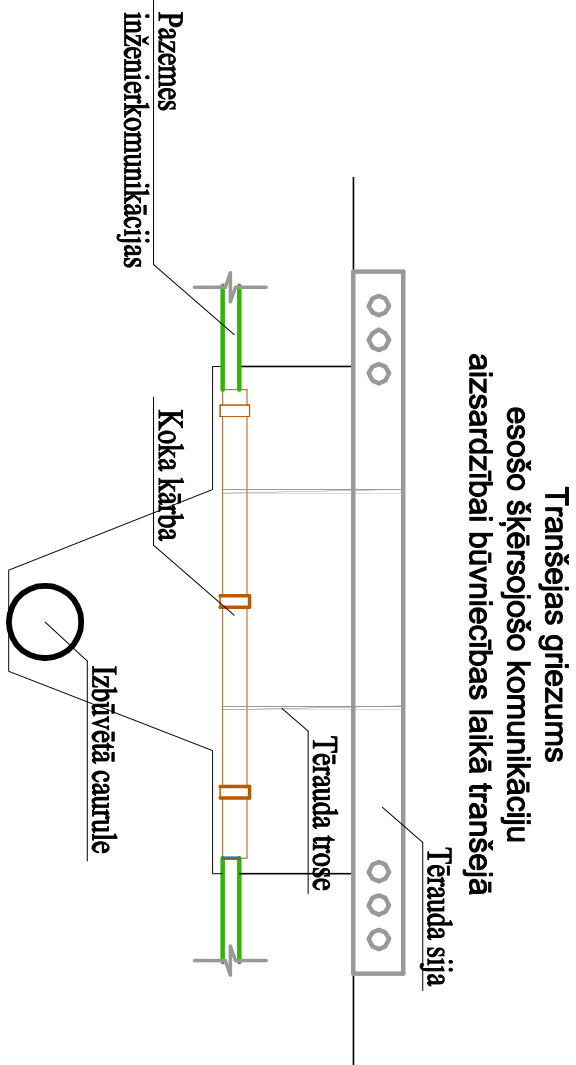 Tranšejas griezums
esošo šķērsojošo komunikāciju
aizsardzībai būvniecības laikā tranšejā
Tērauda sija
Tērauda trose
Pazemes
inženierkomunikācijas
Koka kārba
Izbūvētā caurule